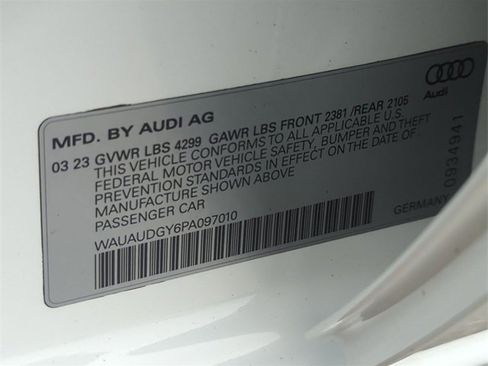 MFD. BY AUDI AG
Audi
03 23 GVWR LBS 4299 GAWR LBS FRONT 2381 /REAR 2105
THIS VEHICLE CONFORMS TO ALL APPLICABLE U.S.
FEDERAL MOTOR VEHICLE SAFETY, BUMPER, AND THEFT
PREVENTION STANDARDS IN EFFECT ON THE DATE OF
MANUFACTURE SHOWN ABOVE
PASSENGER CAR
WAUAUDGY6PA097010
GERMANY
0934941